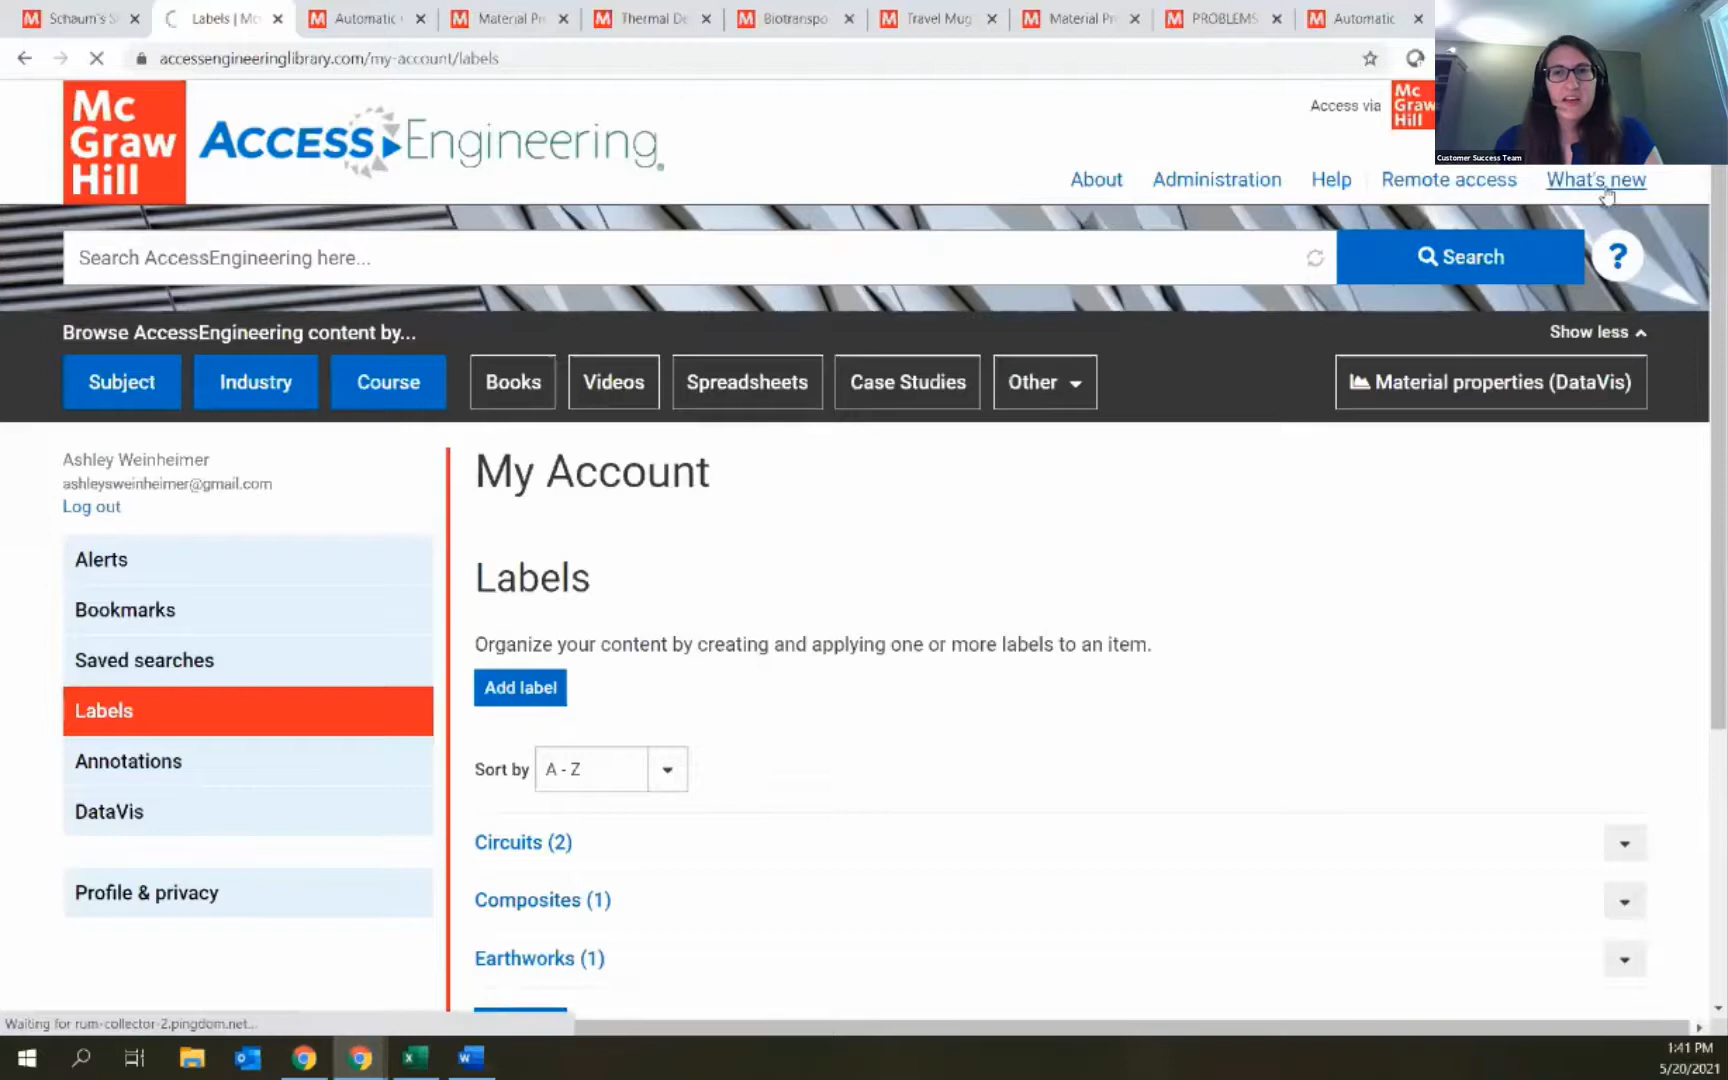 Schaum's S
Labels | Mc
Automatic
Material Pr
Thermal De
Biotranspo
Travel Mug
Material Pr
PROBLEMS
Automatic
accessengineeringlibrary.com/my-account/labels
Customer Success Team
Mc
Graw
Hill
ACCESS Engineering
Access via
Mc
Graw
Hill
About
Administration
Help
Remote access
What's new
Search AccessEngineering here...
Search
?
Browse AccessEngineering content by...
Show less
Subject
Industry
Course
Books
Videos
Spreadsheets
Case Studies
Other
Material properties (DataVis)
Ashley Weinheimer
ashleysweinheimer@gmail.com
Log out
Alerts
Bookmarks
Saved searches
Labels
Annotations
DataVis
Profile & privacy
My Account
Labels
Organize your content by creating and applying one or more labels to an item.
Add label
Sort by A - Z
Circuits (2)
Composites (1)
Earthworks (1)
Waiting for rum-collector-2.pingdom.net...
1:41 PM
5/20/2021